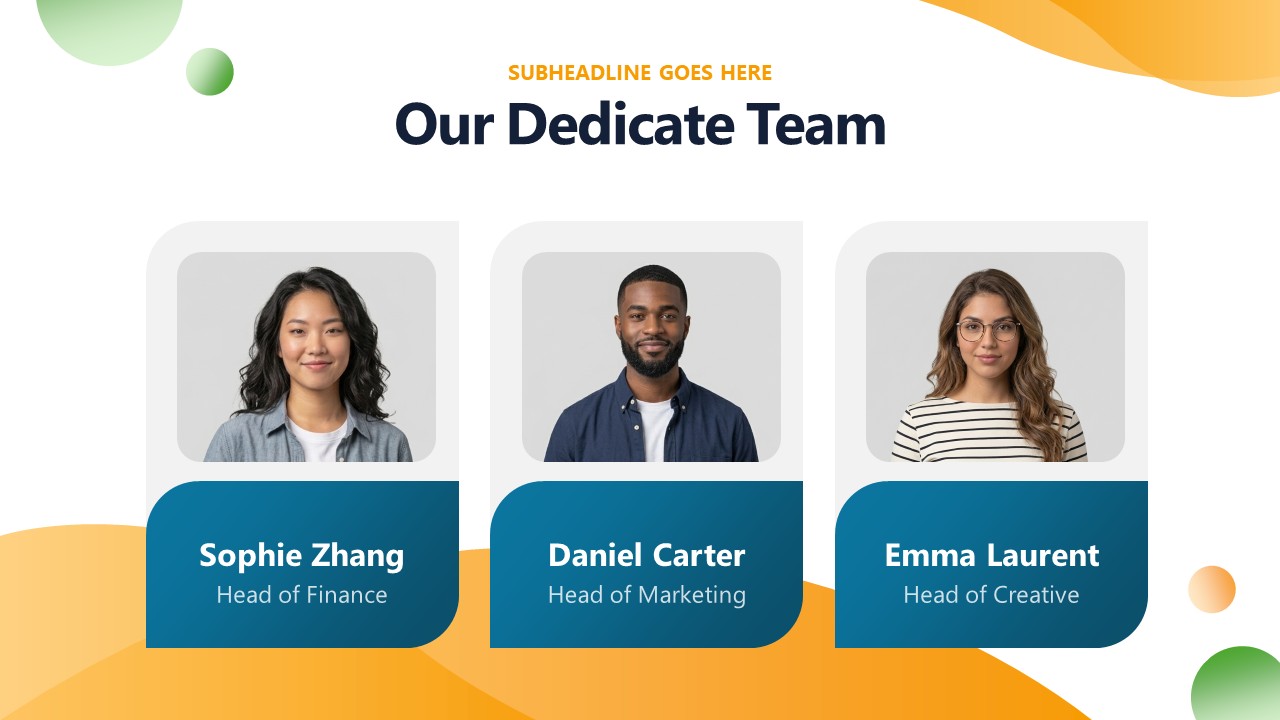 SUBHEADLINE GOES HERE
Our Dedicate Team
Sophie Zhang
Head of Finance
Daniel Carter
Head of Marketing
Emma Laurent
Head of Creative